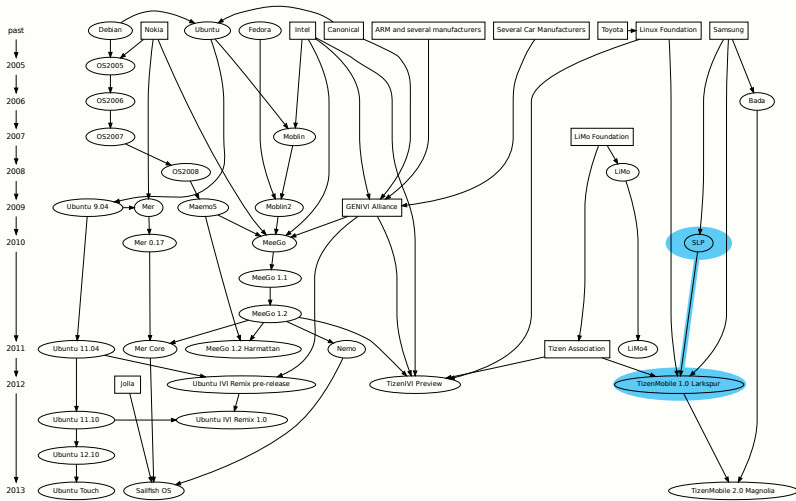 past
Debian
Nokia
Ubuntu
Fedora
Intel
Canonical
ARM and several manufacturers
Several Car Manufacturers
Toyota
Linux Foundation
Samsung
2005
OS2005
2006
OS2006
Bada
2007
OS2007
Moblin
LiMo Foundation
2008
OS2008
LiMo
2009
Ubuntu 9.04
Mer
Maemo5
Moblin2
GENIVI Alliance
2010
Mer 0.17
MeeGo
SLP
MeeGo 1.1
MeeGo 1.2
2011
Ubuntu 11.04
Mer Core
MeeGo 1.2 Harmattan
Nemo
Tizen Association
LiMo4
2012
Jolla
Ubuntu IVI Remix pre-release
TizenIVI Preview
TizenMobile 1.0 Larkspur
Ubuntu 11.10
Ubuntu IVI Remix 1.0
Ubuntu 12.10
2013
Ubuntu Touch
Sailfish OS
TizenMobile 2.0 Magnolia